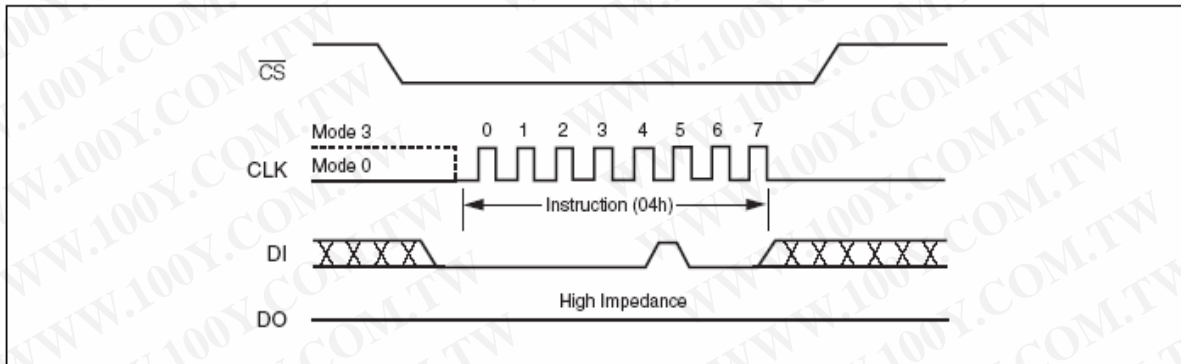 CS
Mode 3
0 1 2 3 4 5 6 7
CLK
Mode 0
Instruction (04h)
DI
High Impedance
DO
WWW.100Y.COM.TW